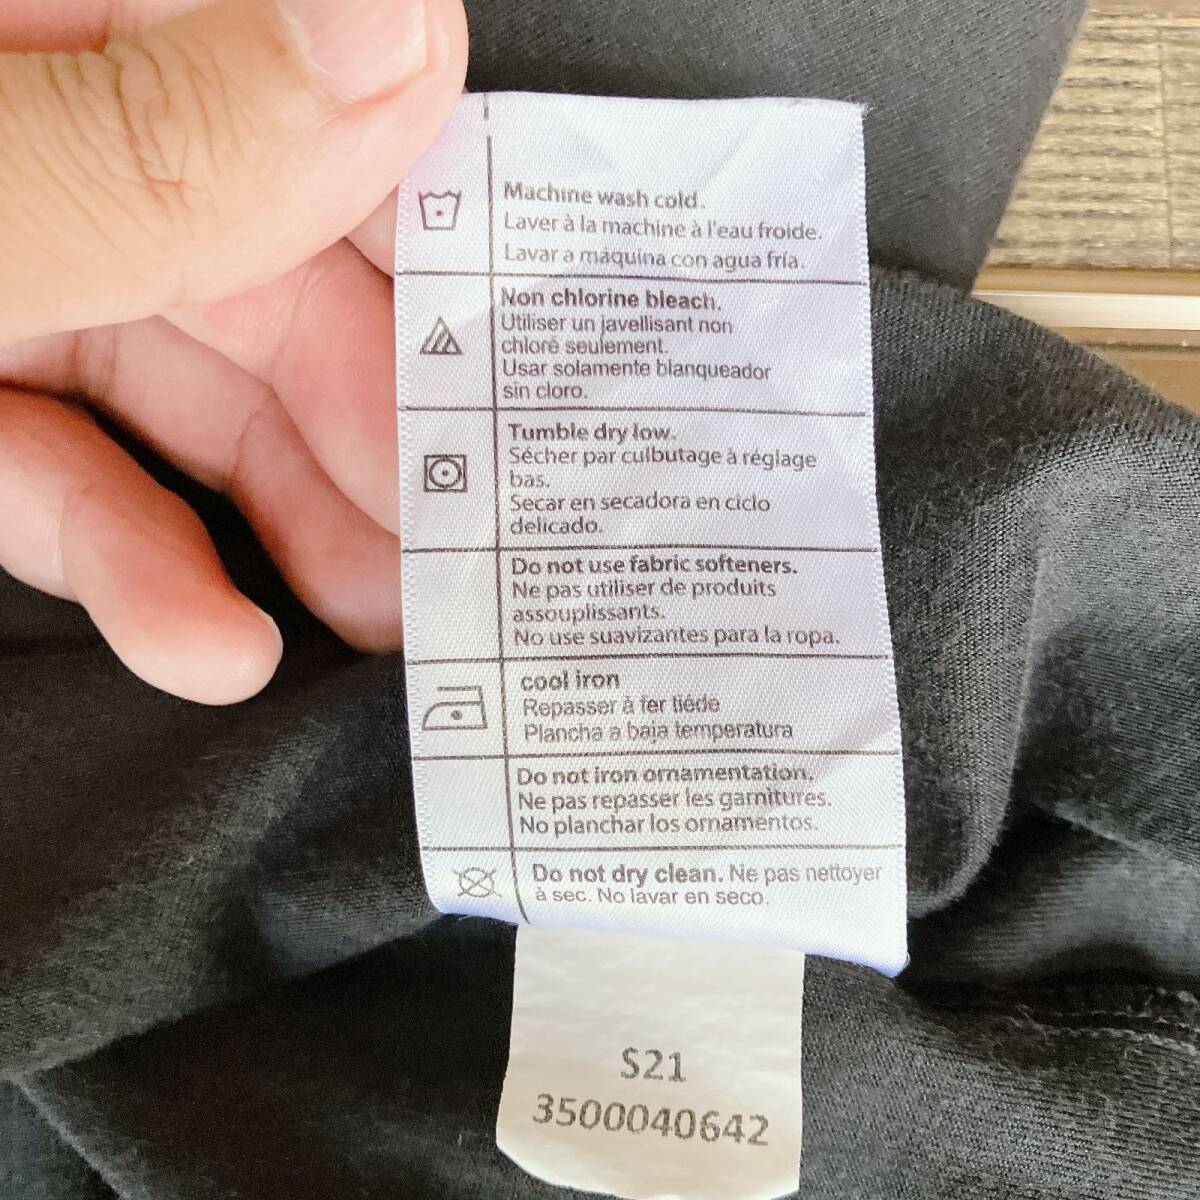 Machine wash cold.
Laver à la machine à l'eau froide.
Lavar a máquina con agua fría.
Non chlorine bleach.
Utiliser un javellisant non
chloré seulement.
Usar solamente blanqueador
sin cloro.
Tumble dry low.
Sécher par culbutage à réglage
bas.
Secar en secadora en ciclo
delicado.
Do not use fabric softeners.
Ne pas utiliser de produits
assouplissants.
No use suavizantes para la ropa.
cool iron
Repasser à fer tiéde
Plancha a baja temperatura
Do not iron ornamentation.
Ne pas repasser les garnitures.
No planchar los ornamentos.
Do not dry clean. Ne pas nettoyer
à sec. No lavar en seco.
S21
3500040642